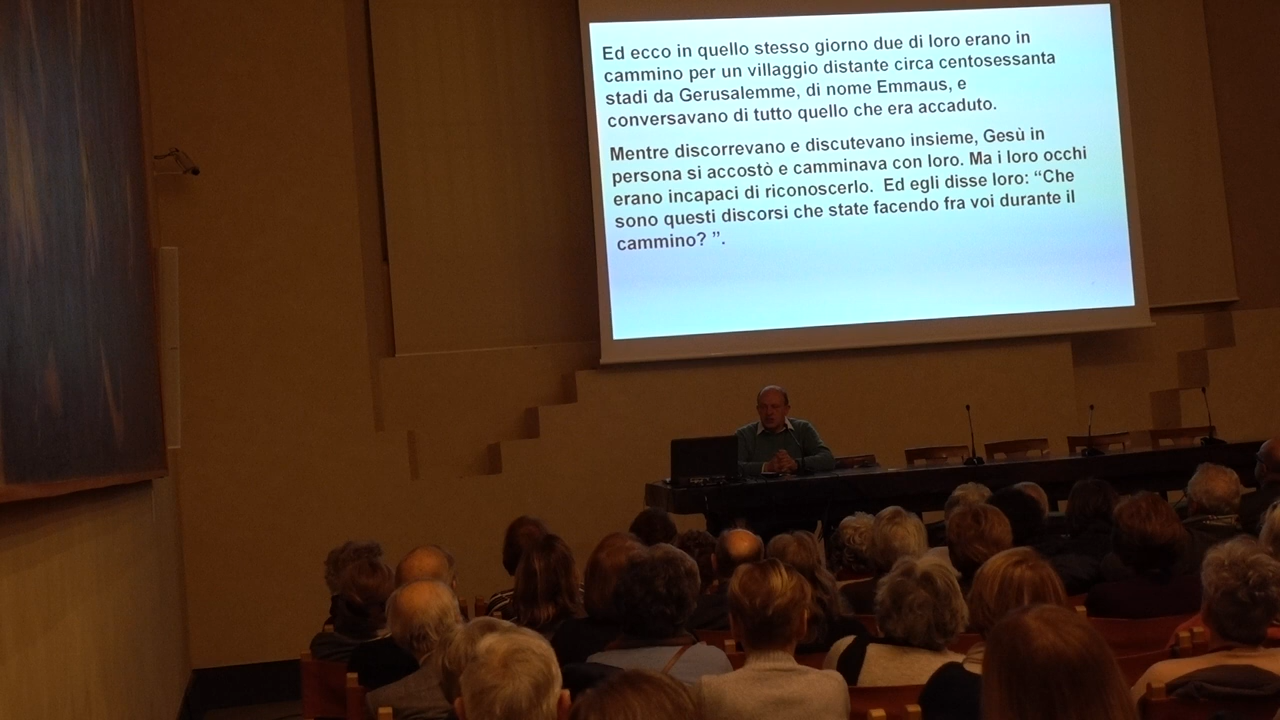 Ed ecco in quello stesso giorno due di loro erano in
cammino per un villaggio distante circa centosessanta
stadi da Gerusalemme, di nome Emmaus, e
conversavano di tutto quello che era accaduto.
Mentre discorrevano e discutevano insieme, Gesù in
persona si accostò e camminava con loro. Ma i loro occhi
erano incapaci di riconoscerlo.  Ed egli disse loro: “Che
sono questi discorsi che state facendo fra voi durante il
cammino? ”.